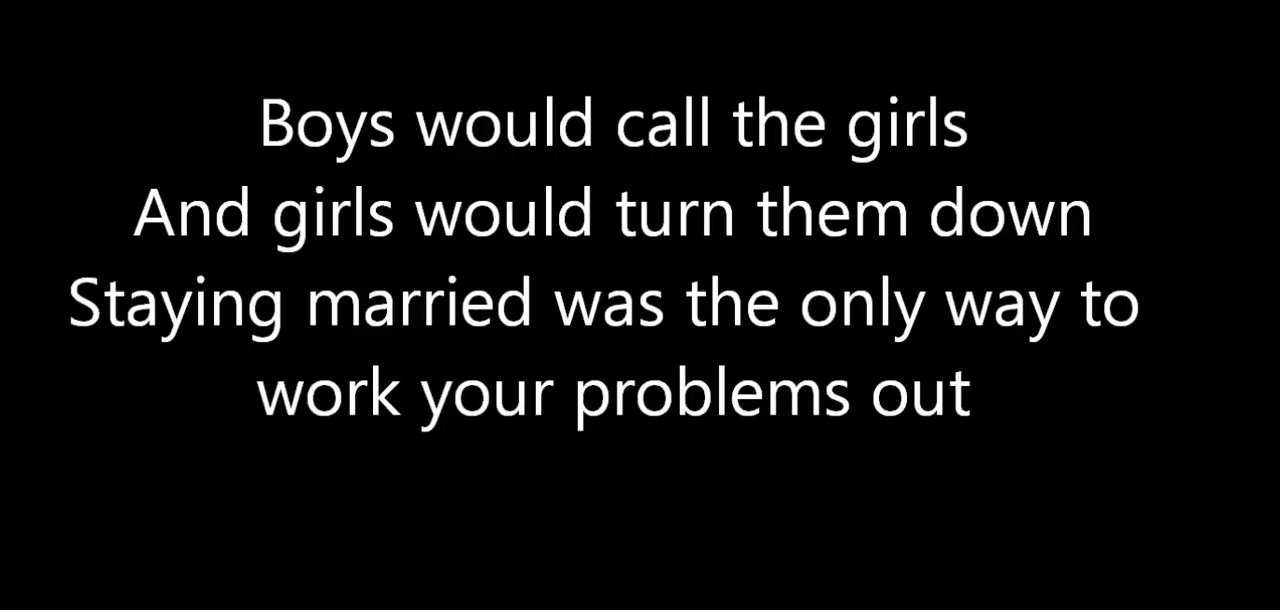 Boys would call the girls
And girls would turn them down
Staying married was the only way to
work your problems out